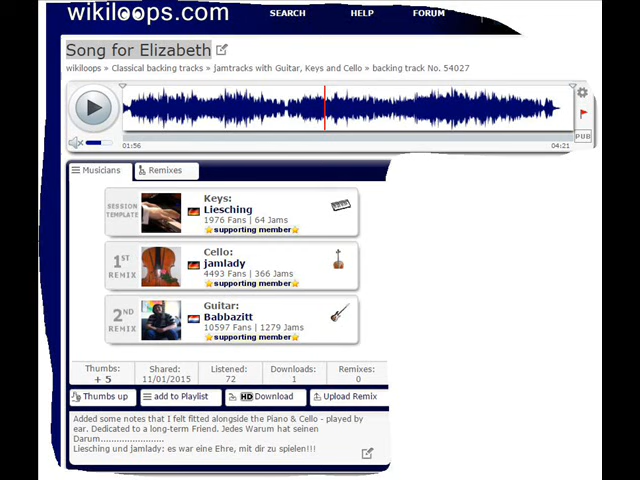 wikiloops.com
SEARCH HELP FORUM
Song for Elizabeth
wikiloops » Classical backing tracks » jamtracks with Guitar, Keys and Cello » backing track No. 54027
PUB
01:56 04:21
Musicians Remixes
SESSION TEMPLATE
Keys:
Liesching
1976 Fans | 64 Jams
supporting member
1ST REMIX
Cello:
jamlady
4493 Fans | 366 Jams
supporting member
2ND REMIX
Guitar:
Babbazitt
10597 Fans | 1279 Jams
supporting member
Thumbs: Shared: Listened: Downloads: Remixes:
+ 5 11/01/2015 72 1 0
Thumbs up add to Playlist HD Download Upload Remix
Added some notes that I felt fitted alongside the Piano & Cello - played by
ear. Dedicated to a long-term Friend. Jedes Warum hat seinen
Darum........................
Liesching und jamlady: es war eine Ehre, mit dir zu spielen!!!